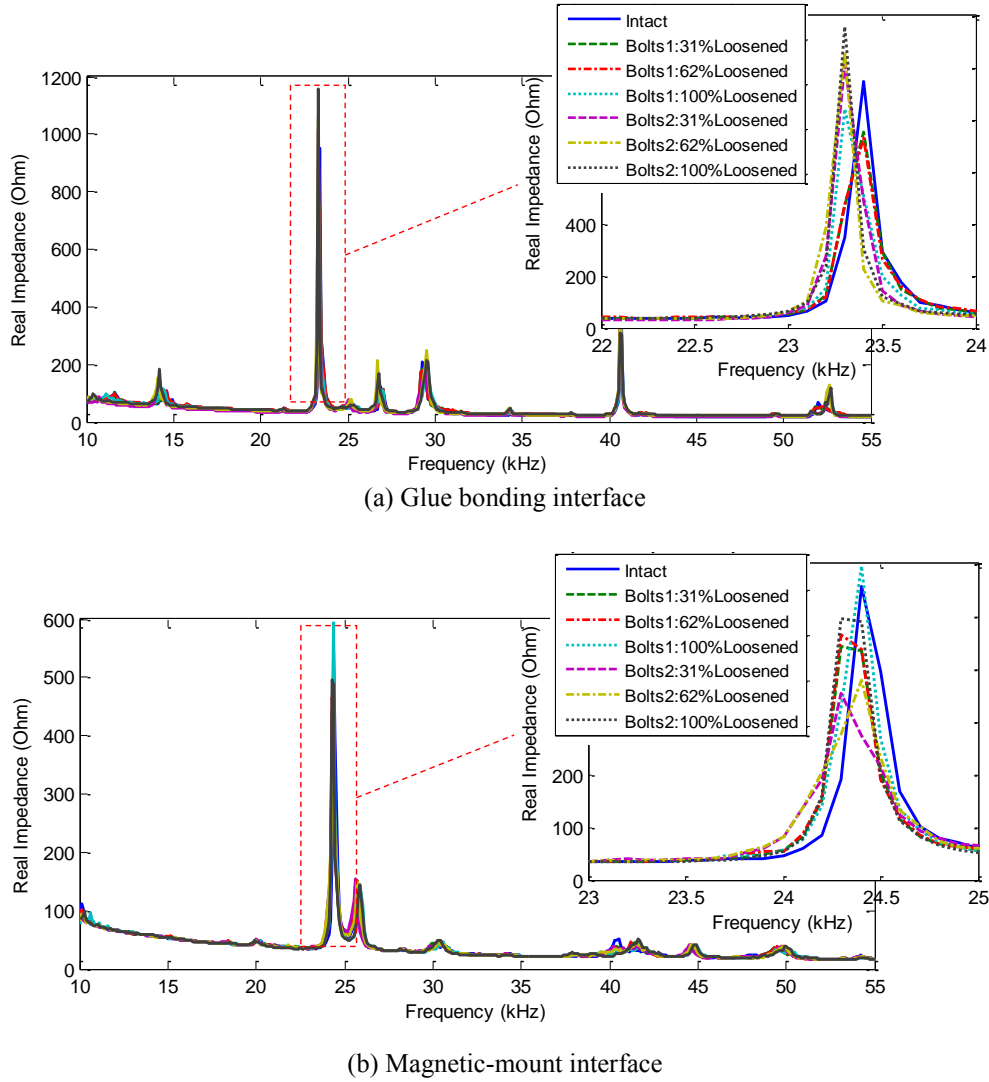 Intact
Bolts1:31%Loosened
Bolts1:62%Loosened
Bolts1:100%Loosened
Bolts2:31%Loosened
Bolts2:62%Loosened
Bolts2:100%Loosened
Real Impedance (Ohm)
400
200
0
22 22.5 23 23.5 24
Frequency (kHz)
Real Impedance (Ohm)
1200
1000
800
600
400
200
0
10 15 20 25 30 35 40 45 50 55
Frequency (kHz)
(a) Glue bonding interface
Intact
Bolts1:31%Loosened
Bolts1:62%Loosened
Bolts1:100%Loosened
Bolts2:31%Loosened
Bolts2:62%Loosened
Bolts2:100%Loosened
Real Impedance (Ohm)
200
100
0
23 23.5 24 24.5 25
Frequency (kHz)
Real Impedance (Ohm)
600
500
400
300
200
100
0
10 15 20 25 30 35 40 45 50 55
Frequency (kHz)
(b) Magnetic-mount interface